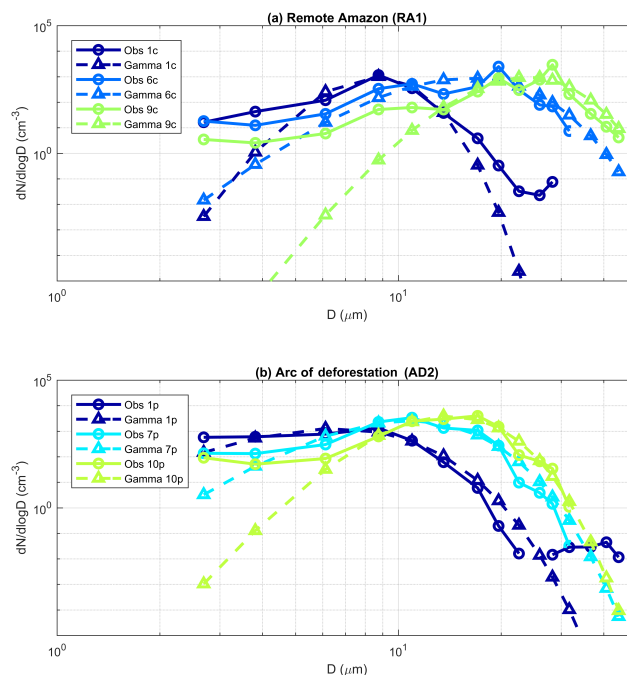 (a) Remote Amazon (RA1)
10^5
Obs 1c
Gamma 1c
Obs 6c
Gamma 6c
Obs 9c
Gamma 9c
dN/dlogD (cm^-3)
10^0
10^0
10^1
D (μm)
(b) Arc of deforestation (AD2)
10^5
Obs 1p
Gamma 1p
Obs 7p
Gamma 7p
Obs 10p
Gamma 10p
dN/dlogD (cm^-3)
10^0
10^0
10^1
D (μm)